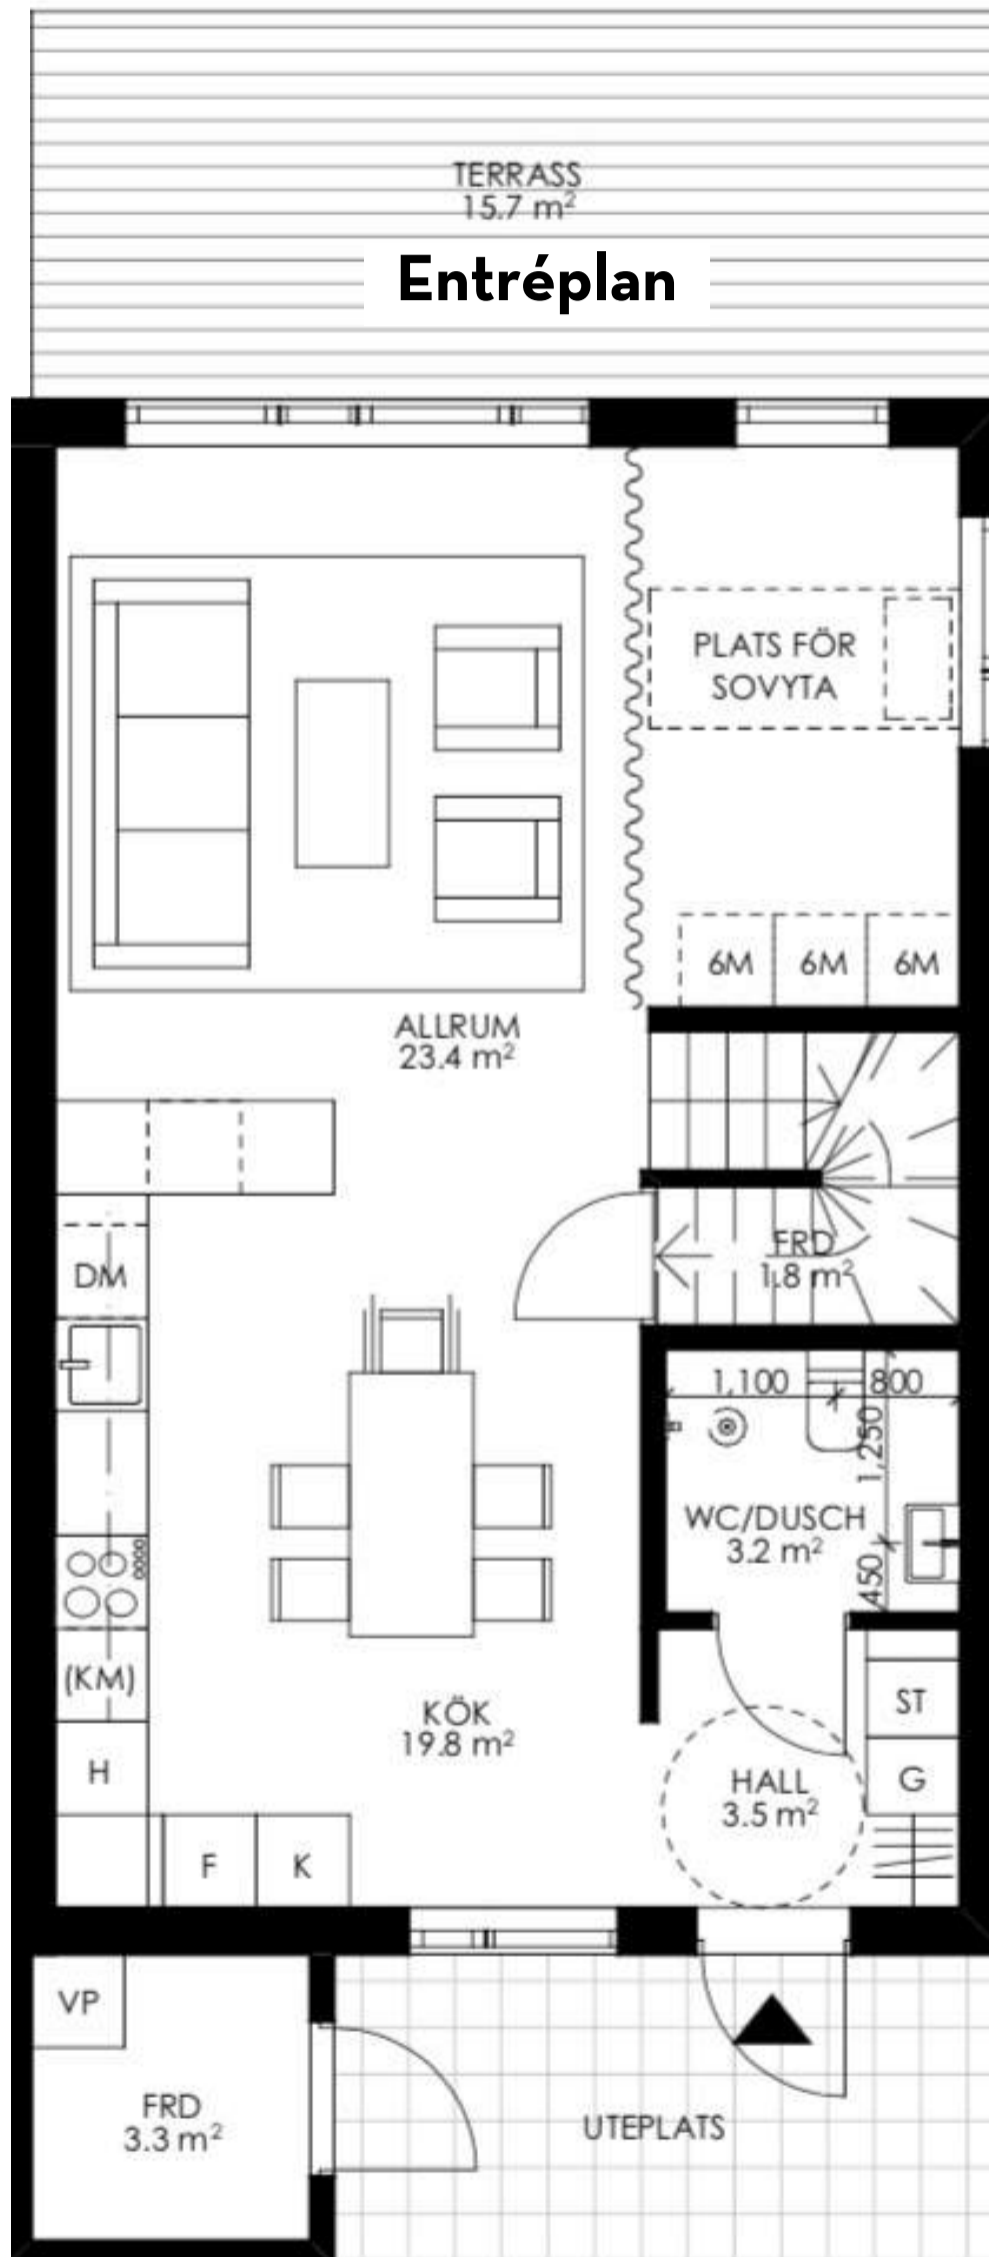 TERRASS
15.7 m²
Entréplan
PLATS FÖR
SOVYTA
6M 6M 6M
ALLRUM
23.4 m²
FRD
1.8 m²
DM
1,100 800
1,250
WC/DUSCH
3.2 m²
450
(KM)
ST
KÖK
19.8 m²
H
HALL
3.5 m²
G
F K
VP
FRD
3.3 m²
UTEPLATS